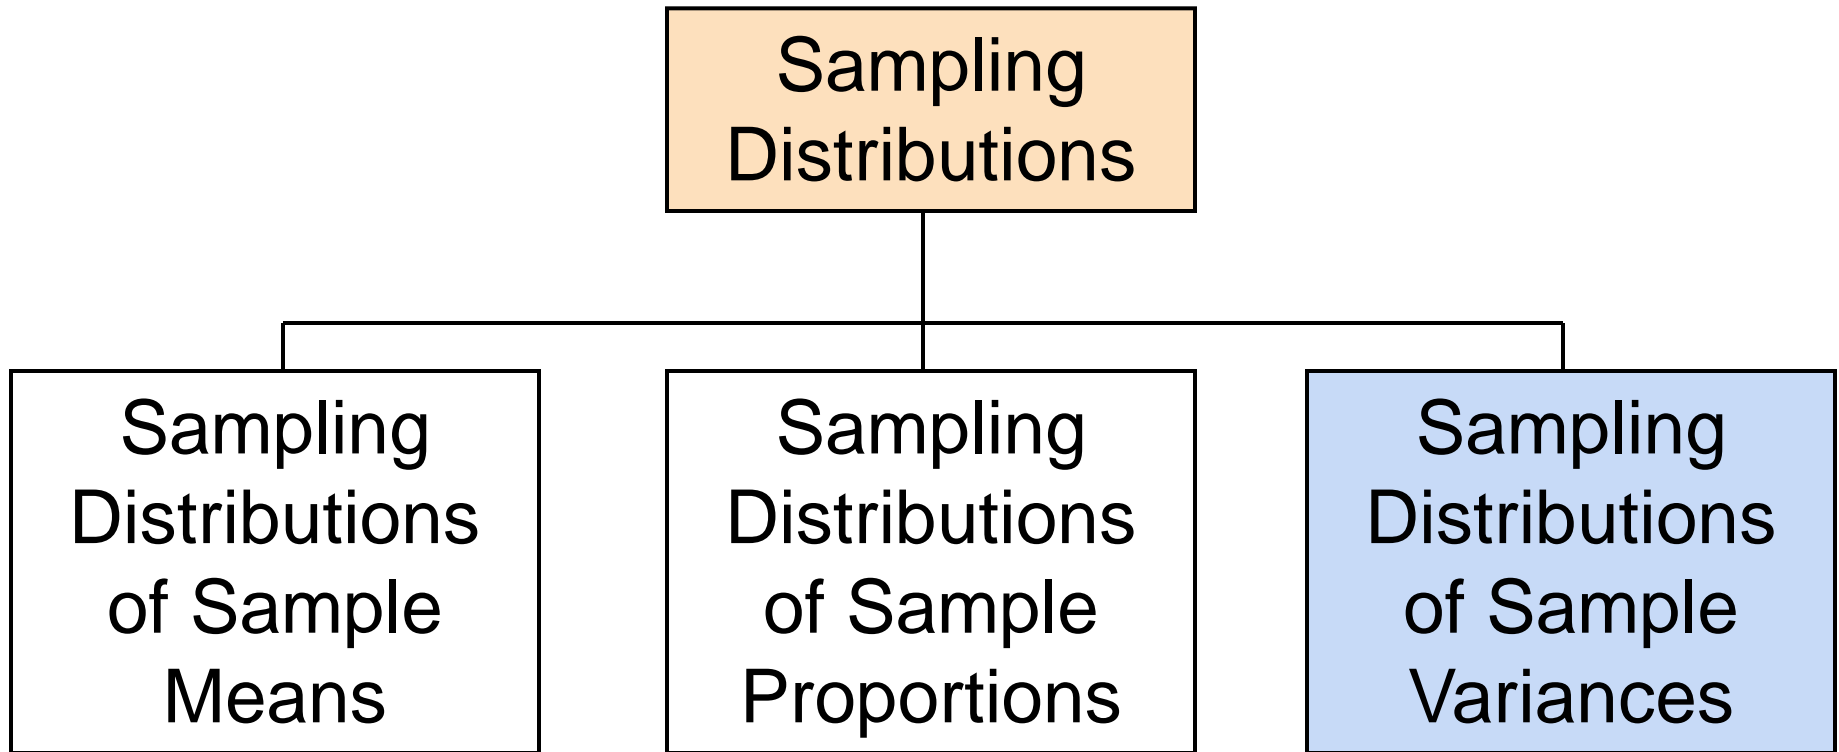 Sampling
Distributions
Sampling
Distributions
of Sample
Means
Sampling
Distributions
of Sample
Proportions
Sampling
Distributions
of Sample
Variances